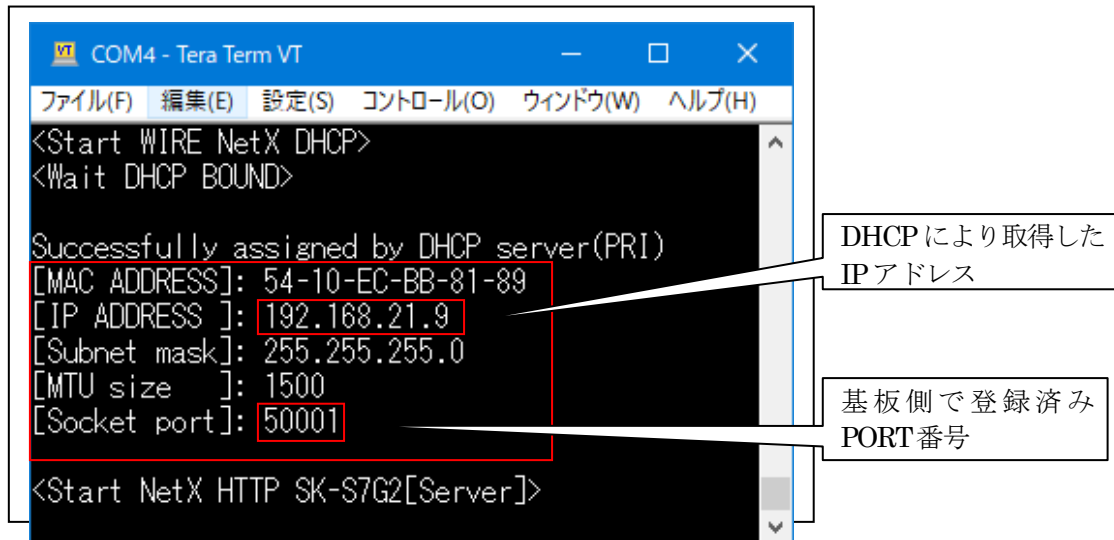 COM4 - Tera Term VT
ファイル(F) 編集(E) 設定(S) コントロール(O) ウィンドウ(W) ヘルプ(H)
<Start WIRE NetX DHCP>
<Wait DHCP BOUND>
Successfully assigned by DHCP server(PRI)
[MAC ADDRESS]: 54-10-EC-BB-81-89
[IP ADDRESS ]: 192.168.21.9
[Subnet mask]: 255.255.255.0
[MTU size   ]: 1500
[Socket port]: 50001
<Start NetX HTTP SK-S7G2[Server]>
DHCPにより取得した
IPアドレス
基板側で登録済み
PORT番号